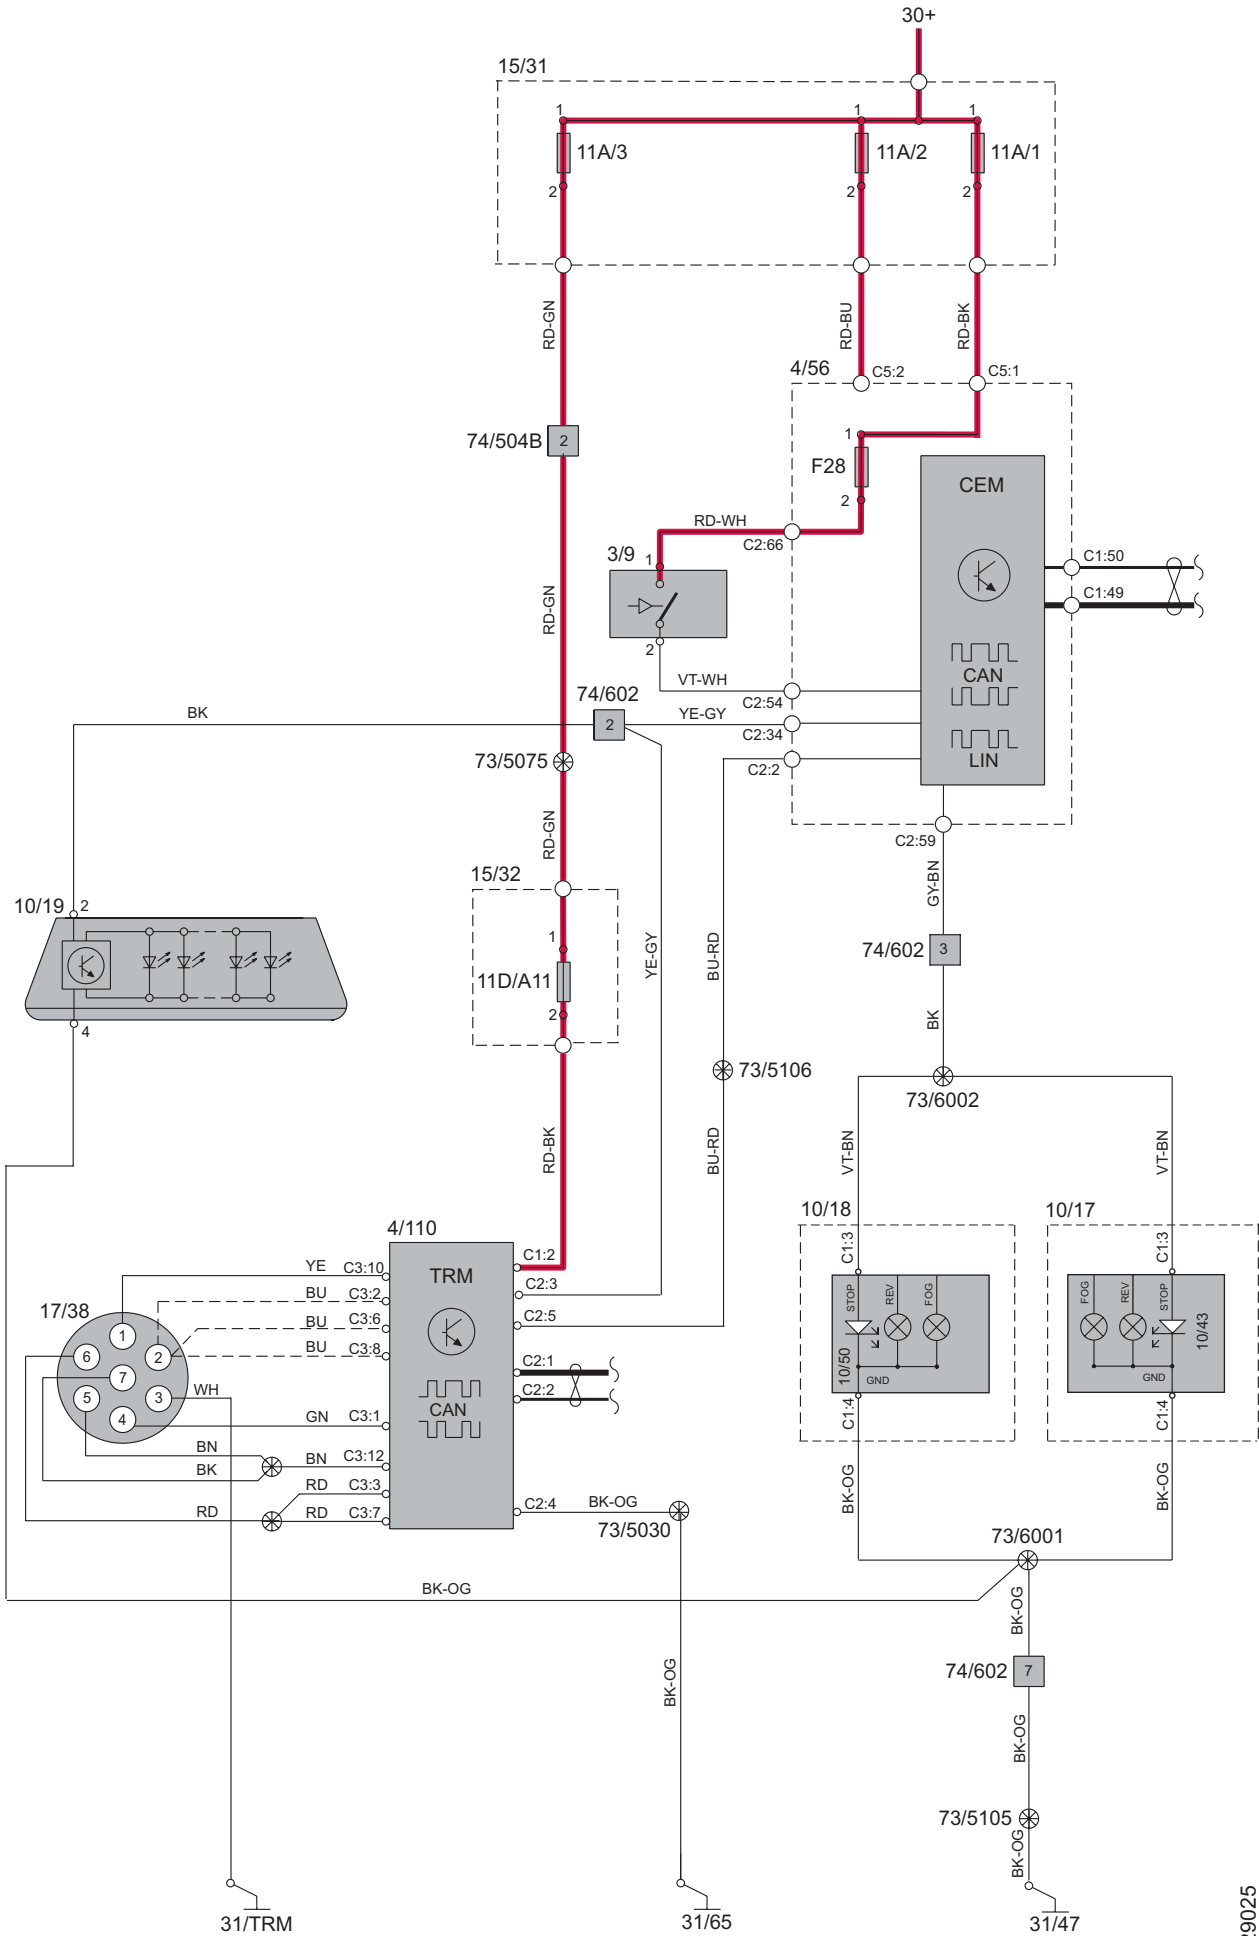 30+
15/31
1
1
1
11A/3
11A/2
11A/1
2
2
2
RD-GN
RD-BU
RD-BK
4/56
C5:2
C5:1
74/504B
2
1
F28
2
CEM
RD-WH
C2:66
3/9
1
C1:50
C1:49
RD-GN
2
CAN
VT-WH
C2:54
74/602
BK
2
YE-GY
C2:34
LIN
73/5075
C2:2
RD-GN
C2:59
15/32
GY-BN
10/19
2
1
YE-GY
BU-RD
74/602
3
11D/A11
2
4
BK
73/5106
73/6002
RD-BK
BU-RD
VT-BN
VT-BN
10/18
10/17
4/110
C1:3
C1:3
YE
C3:10
TRM
C1:2
BU
C3:2
C2:3
STOP
REV
FOG
FOG
REV
STOP
17/38
BU
C3:6
C2:5
1
BU
C3:8
6
2
10/50
10/43
7
C2:1
GND
GND
5
3
WH
CAN
C2:2
4
GN
C3:1
C1:4
C1:4
BN
BN
C3:12
BK
RD
C3:3
BK-OG
BK-OG
RD
RD
C3:7
C2:4
BK-OG
73/5030
73/6001
BK-OG
BK-OG
74/602
7
BK-OG
BK-OG
73/5105
BK-OG
31/TRM
31/65
31/47
29025